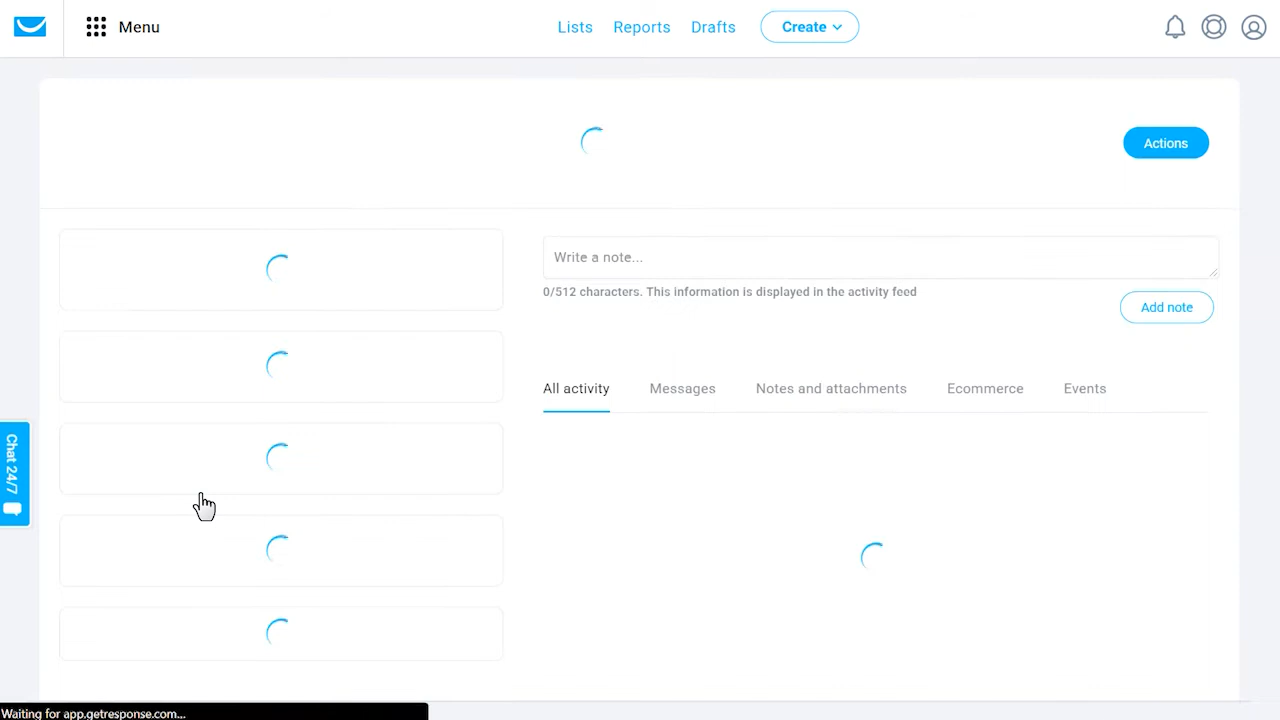 Menu
Lists
Reports
Drafts
Create
Actions
Write a note...
0/512 characters. This information is displayed in the activity feed
Add note
All activity
Messages
Notes and attachments
Ecommerce
Events
Chat 24/7
Waiting for app.getresponse.com...